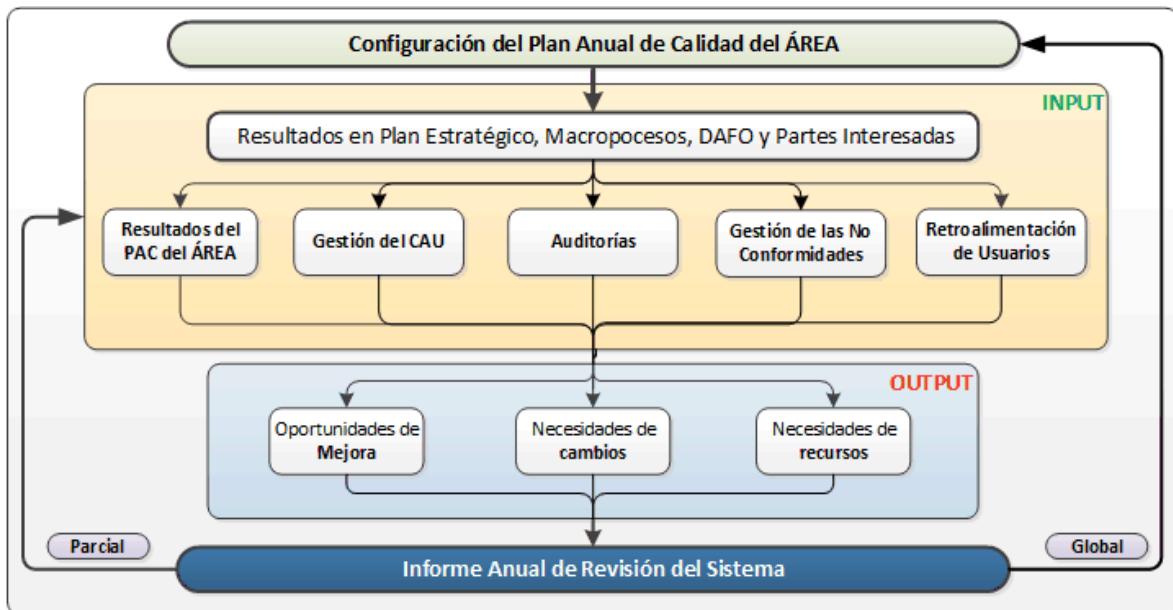 Configuración del Plan Anual de Calidad del ÁREA
INPUT
Resultados en Plan Estratégico, Macropocesos, DAFO y Partes Interesadas
Resultados del
PAC del ÁREA
Gestión del CAU
Auditorías
Gestión de las No
Conformidades
Retroalimentación
de Usuarios
OUTPUT
Oportunidades de
Mejora
Necesidades de
cambios
Necesidades de
recursos
Parcial
Global
Informe Anual de Revisión del Sistema